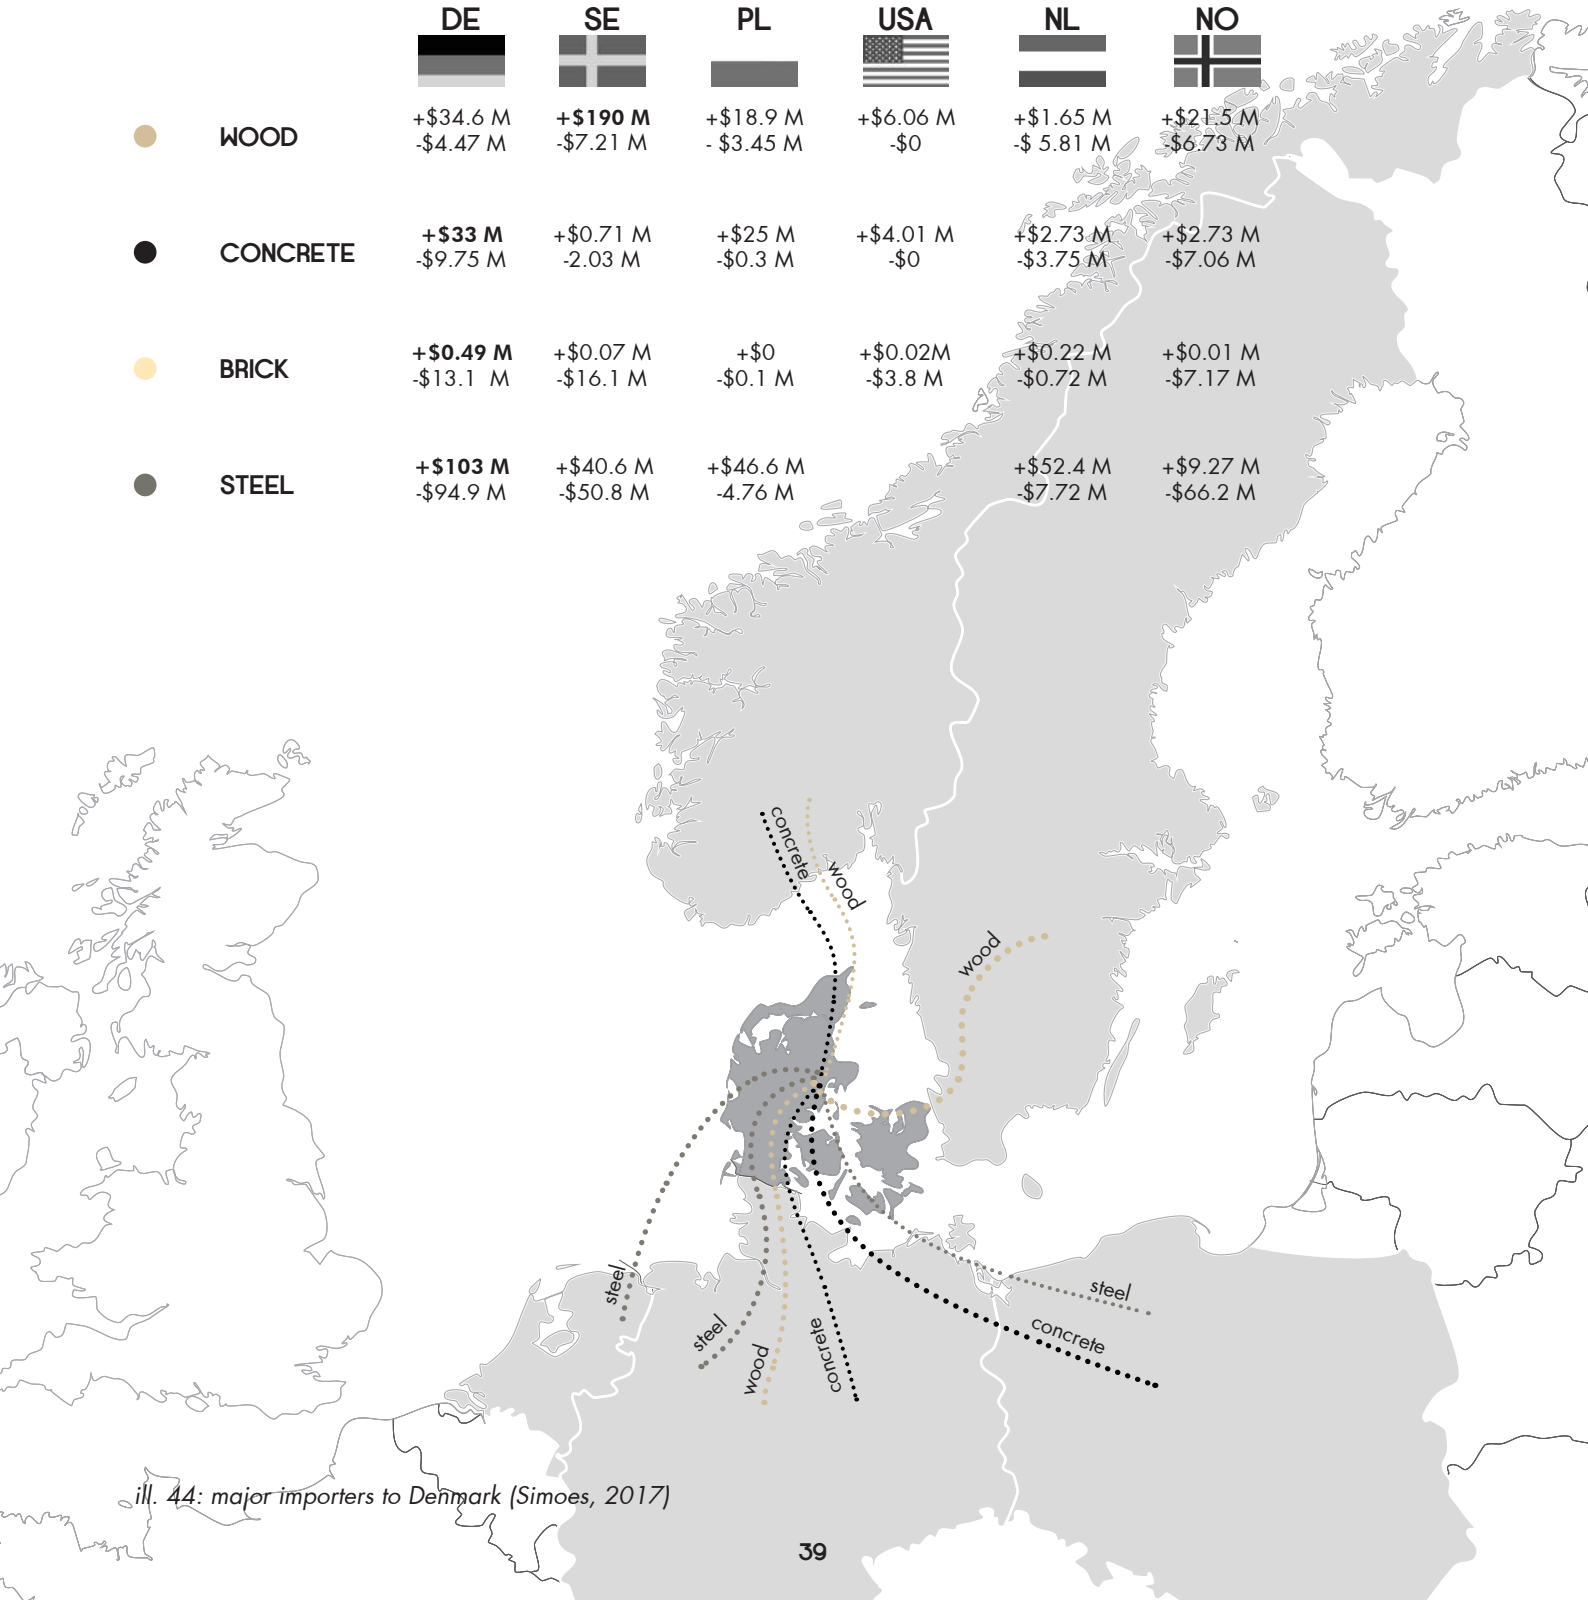 DE SE PL USA NL NO
+$34.6 M +$190 M +$18.9 M +$6.06 M +$1.65 M +$21.5 M
WOOD
-$4.47 M -$7.21 M - $3.45 M -$0 -$ 5.81 M -$6.73 M
+$33 M +$0.71 M +$25 M +$4.01 M +$2.73 M +$2.73 M
CONCRETE
-$9.75 M -2.03 M -$0.3 M -$0 -$3.75 M -$7.06 M
+$0.49 M +$0.07 M +$0 +$0.02M +$0.22 M +$0.01 M
BRICK
-$13.1 M -$16.1 M -$0.1 M -$3.8 M -$0.72 M -$7.17 M
+$103 M +$40.6 M +$46.6 M +$52.4 M +$9.27 M
STEEL
-$94.9 M -$50.8 M -4.76 M -$7.72 M -$66.2 M
concrete
wood
wood
steel
steel
wood
concrete
steel
concrete
ill. 44: major importers to Denmark (Simoes, 2017)
39